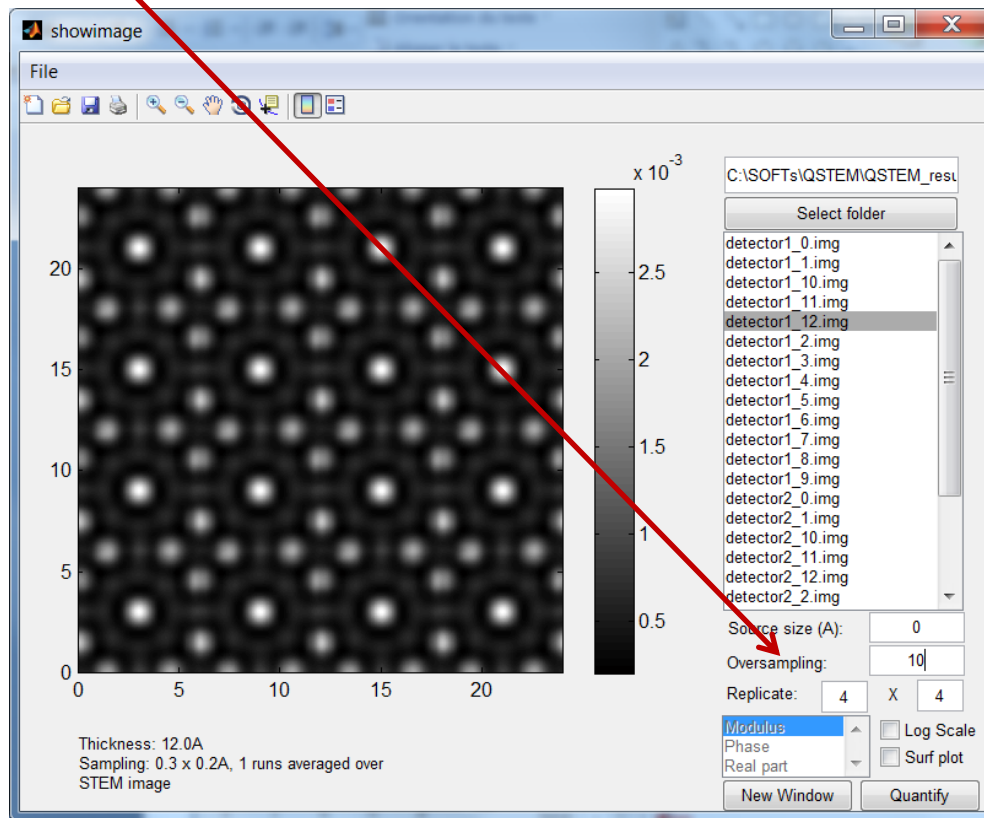 showimage
File
x 10^-3
20
15
10
5
0
0
5
10
15
20
2.5
2
1.5
1
0.5
Thickness: 12.0A
Sampling: 0.3 x 0.2A, 1 runs averaged over
STEM image
C:\SOFTs\QSTEM\QSTEM_resu
Select folder
detector1_0.img
detector1_1.img
detector1_10.img
detector1_11.img
detector1_12.img
detector1_2.img
detector1_3.img
detector1_4.img
detector1_5.img
detector1_6.img
detector1_7.img
detector1_8.img
detector1_9.img
detector2_0.img
detector2_1.img
detector2_10.img
detector2_11.img
detector2_12.img
detector2_2.img
Source size (A): 0
Oversampling: 10
Replicate: 4 X 4
Modulus
Phase
Real part
Log Scale
Surf plot
New Window
Quantify